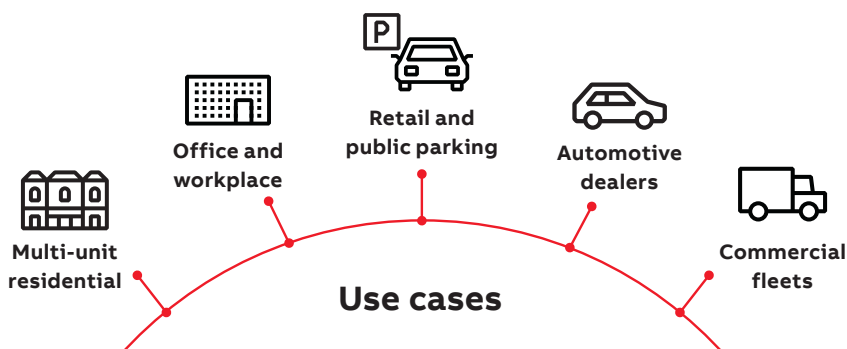 Multi-unit
residential
Office and
workplace
P
Retail and
public parking
Automotive
dealers
Commercial
fleets
Use cases